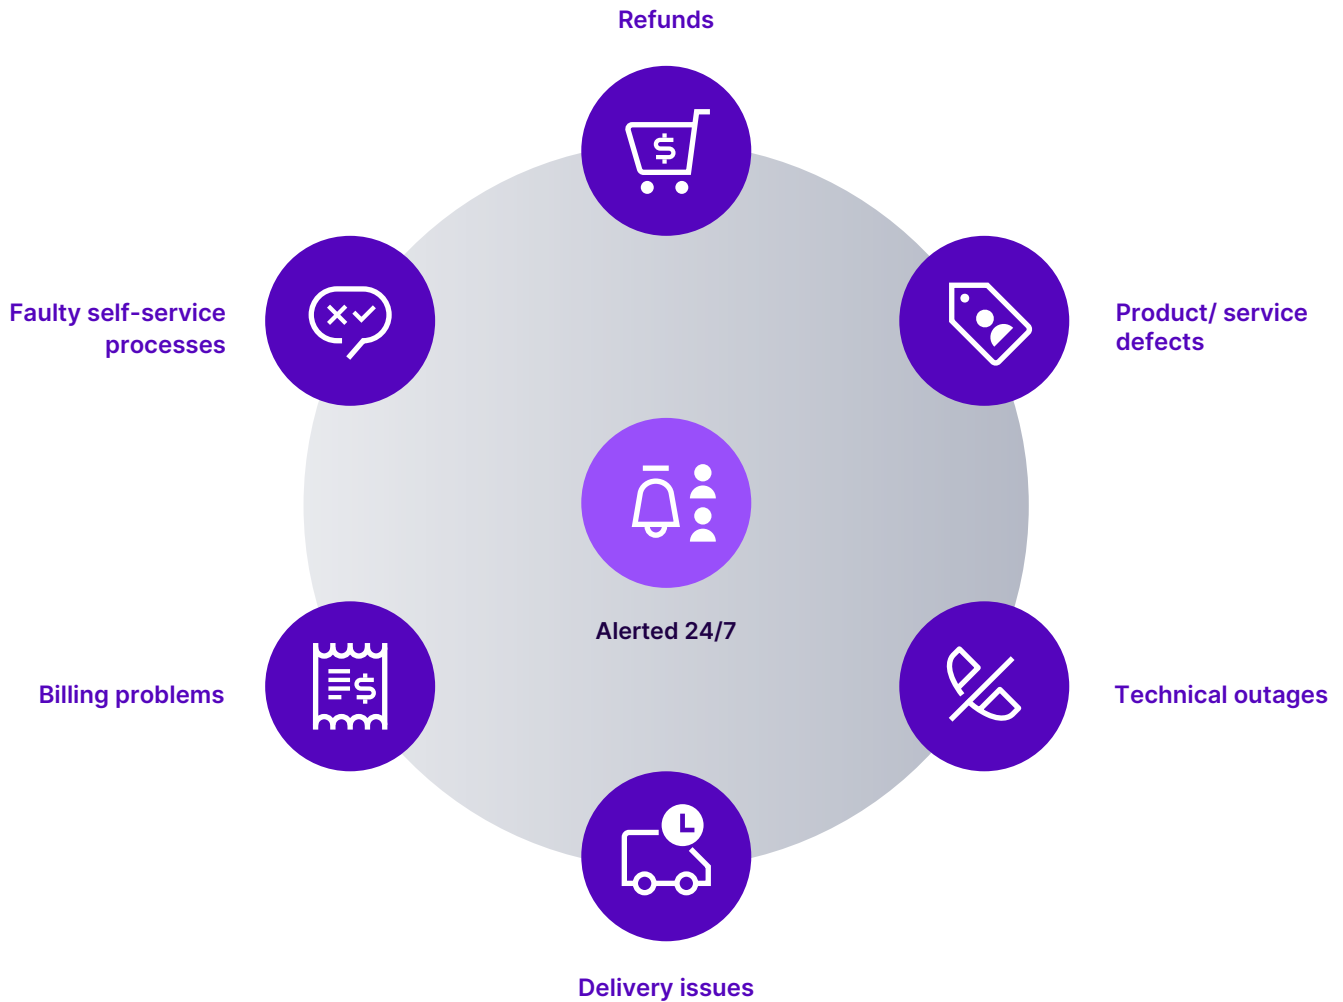 Refunds
Faulty self-service
processes
Product/ service
defects
Alerted 24/7
Billing problems
Technical outages
Delivery issues